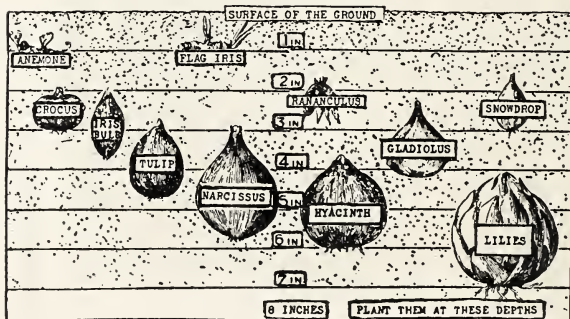 SURFACE OF THE GROUND
1 IN
ANEMONE
FLAG IRIS
2 IN
CROCUS
RANANCULUS
SNOWDROP
IRIS
BULB
3 IN
GLADIOLUS
TULIP
4 IN
NARCISSUS
5 IN
HYACINTH
6 IN
LILIES
7 IN
8 INCHES
PLANT THEM AT THESE DEPTHS